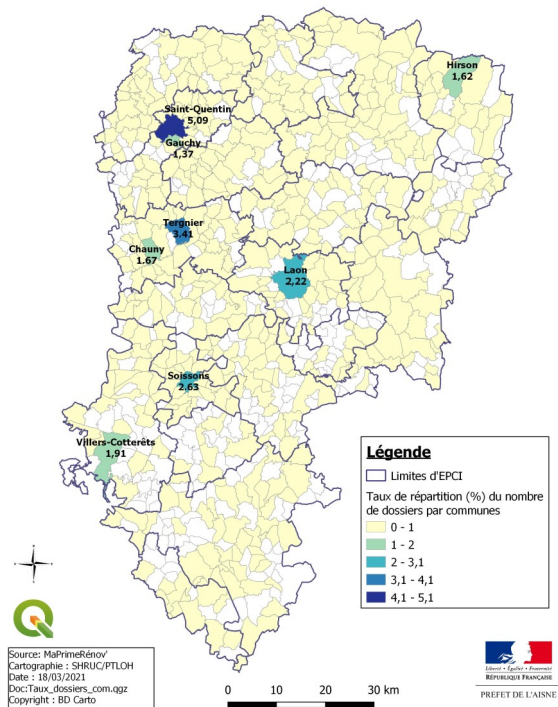 Hirson
1,62
Saint-Quentin
5,09
Gauchy
1,37
Tergnier
3.41
Chauny
1.67
Laon
2,22
Soissons
2.63
Villers-Cotterêts
1,91
Légende
Limites d'EPCI
Taux de répartition (%) du nombre
de dossiers par communes
0 - 1
1 - 2
2 - 3,1
3,1 - 4,1
4,1 - 5,1
Source: MaPrimeRénov'
Cartographie : SHRUC/PTLOH
Date : 18/03/2021
Doc:Taux_dossiers_com.qgz
Copyright : BD Carto
0 10 20 30 km
Liberté • Égalité • Fraternité
RÉPUBLIQUE FRANÇAISE
PREFET DE L'AISNE